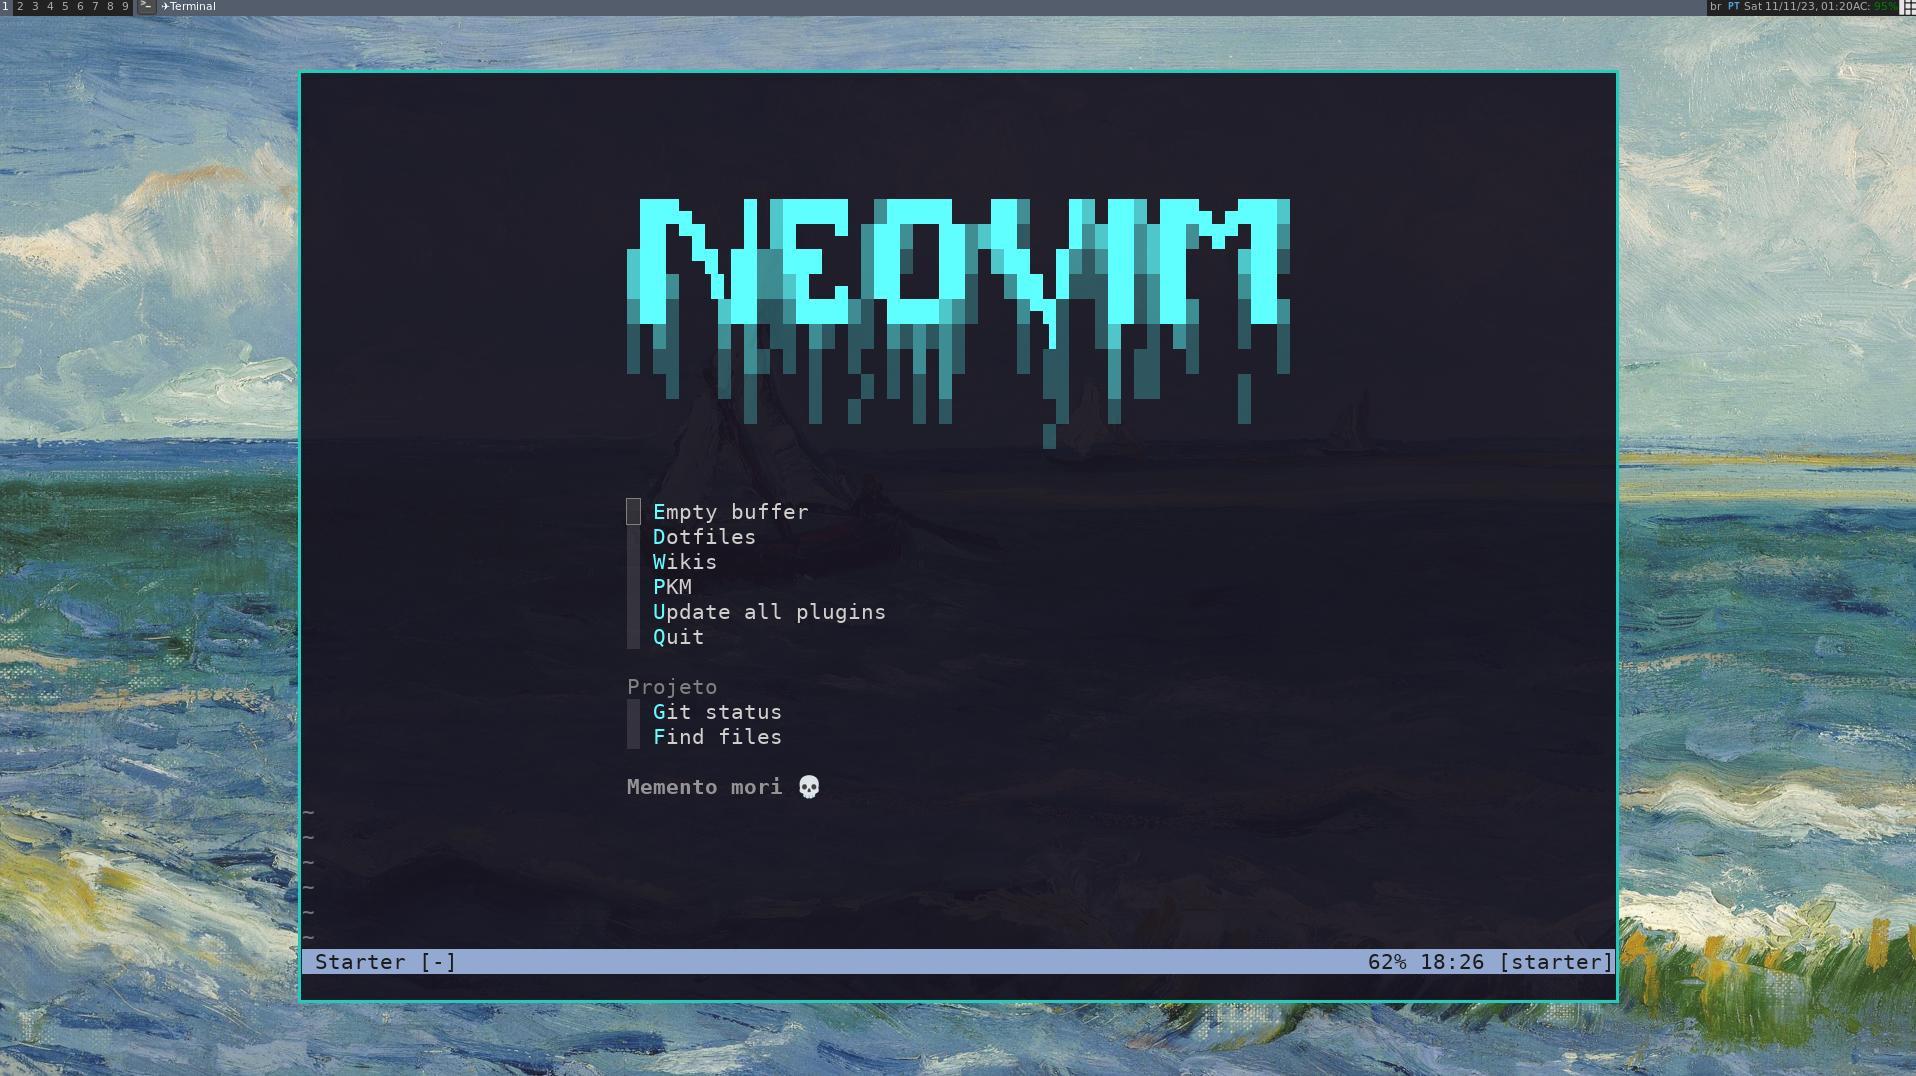 1 2 3 4 5 6 7 8 9 >_ ✈Terminal br PT Sat 11/11/23, 01:20AC: 95%
NEOVIM
Empty buffer
Dotfiles
Wikis
PKM
Update all plugins
Quit
Projeto
Git status
Find files
Memento mori 💀
~
~
~
~
~
~
Starter [-] 62% 18:26 [starter]